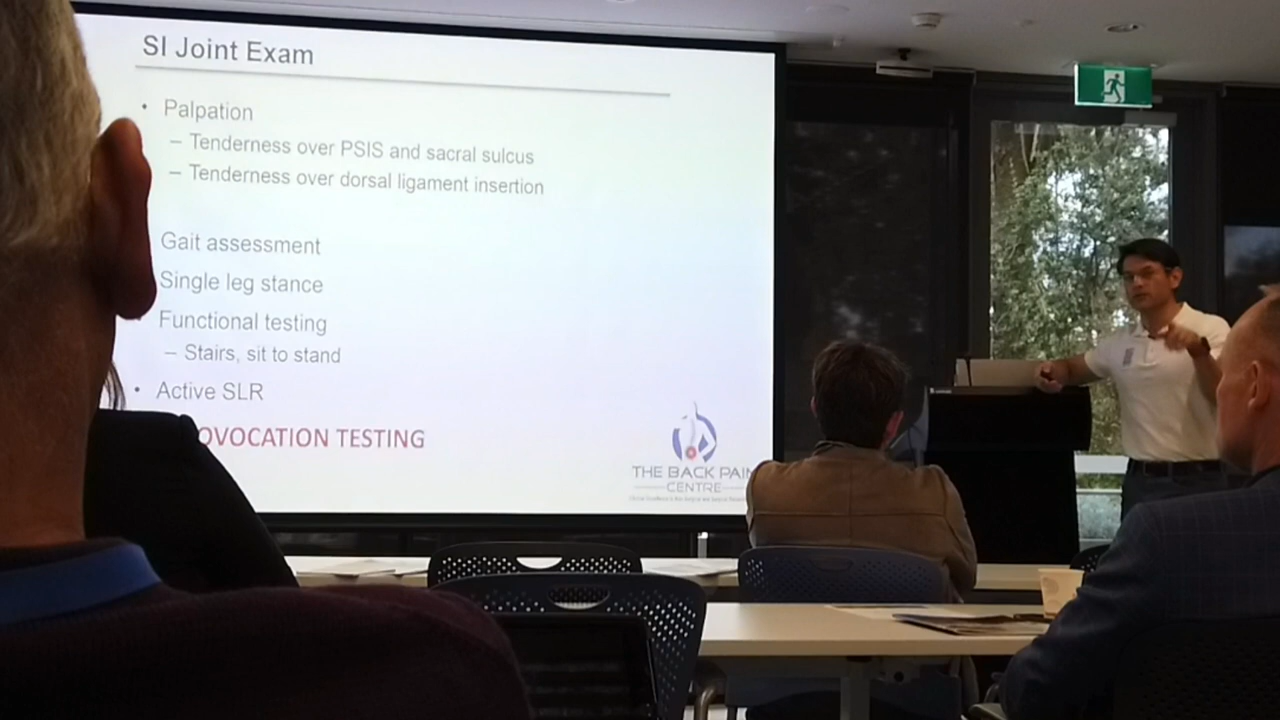 SI Joint Exam
• Palpation
– Tenderness over PSIS and sacral sulcus
– Tenderness over dorsal ligament insertion
Gait assessment
Single leg stance
Functional testing
– Stairs, sit to stand
• Active SLR
OVOCATION TESTING
THE BACK PAIN
CENTRE